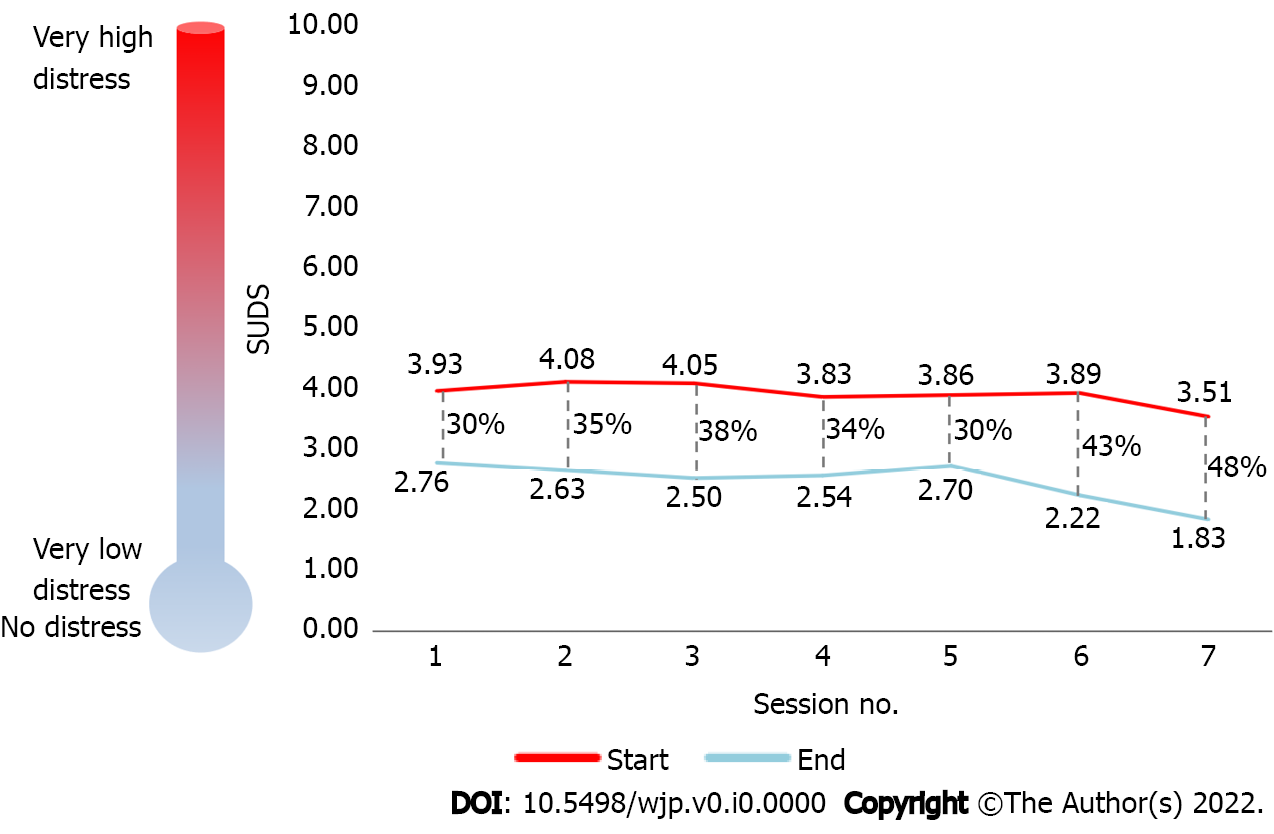 Very high
distress
Very low
distress
No distress
SUDS
10.00
9.00
8.00
7.00
6.00
5.00
4.00
3.00
2.00
1.00
0.00
3.93 4.08 4.05 3.83 3.86 3.89 3.51
30% 35% 38% 34% 30% 43% 48%
2.76 2.63 2.50 2.54 2.70 2.22 1.83
1 2 3 4 5 6 7
Session no.
Start End
DOI: 10.5498/wjp.v0.i0.0000 Copyright ©The Author(s) 2022.